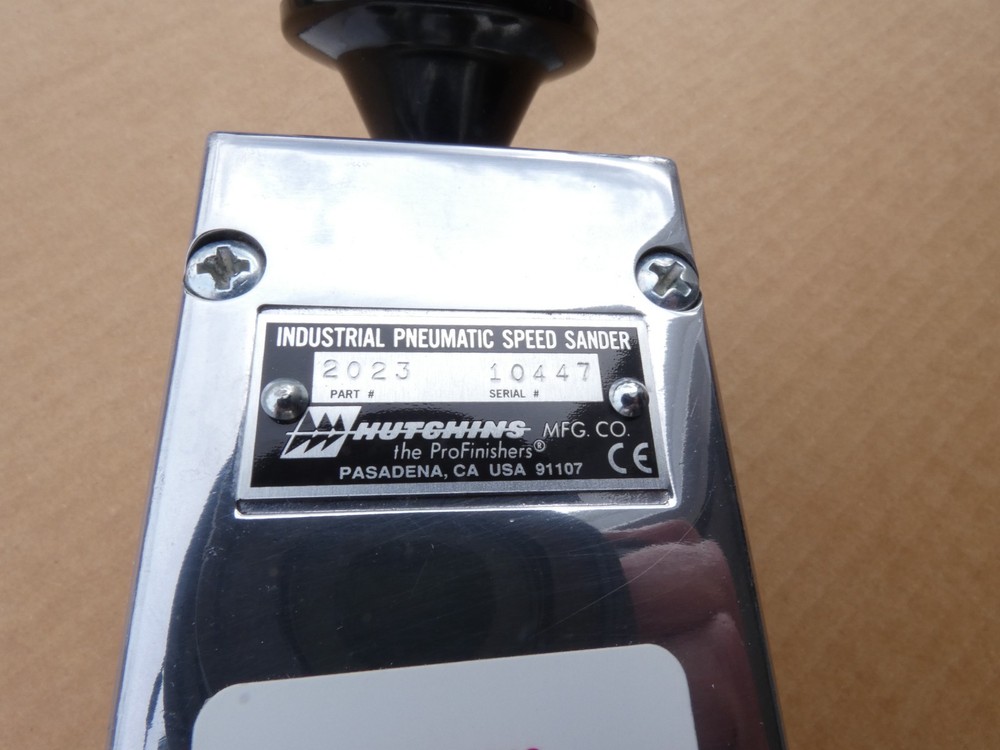 INDUSTRIAL PNEUMATIC SPEED SANDER
2023 10447
PART # SERIAL #
HUTCHINS MFG. CO.
the ProFinishers®
PASADENA, CA USA 91107 CE